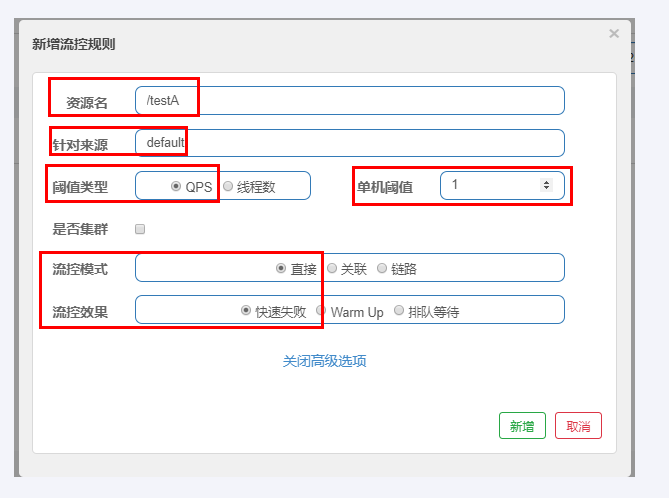 新增流控规则 ×
资源名 /testA
针对来源 default
阈值类型 QPS 线程数 单机阈值 1
是否集群
流控模式 直接 关联 链路
流控效果 快速失败 Warm Up 排队等待
关闭高级选项
新增 取消